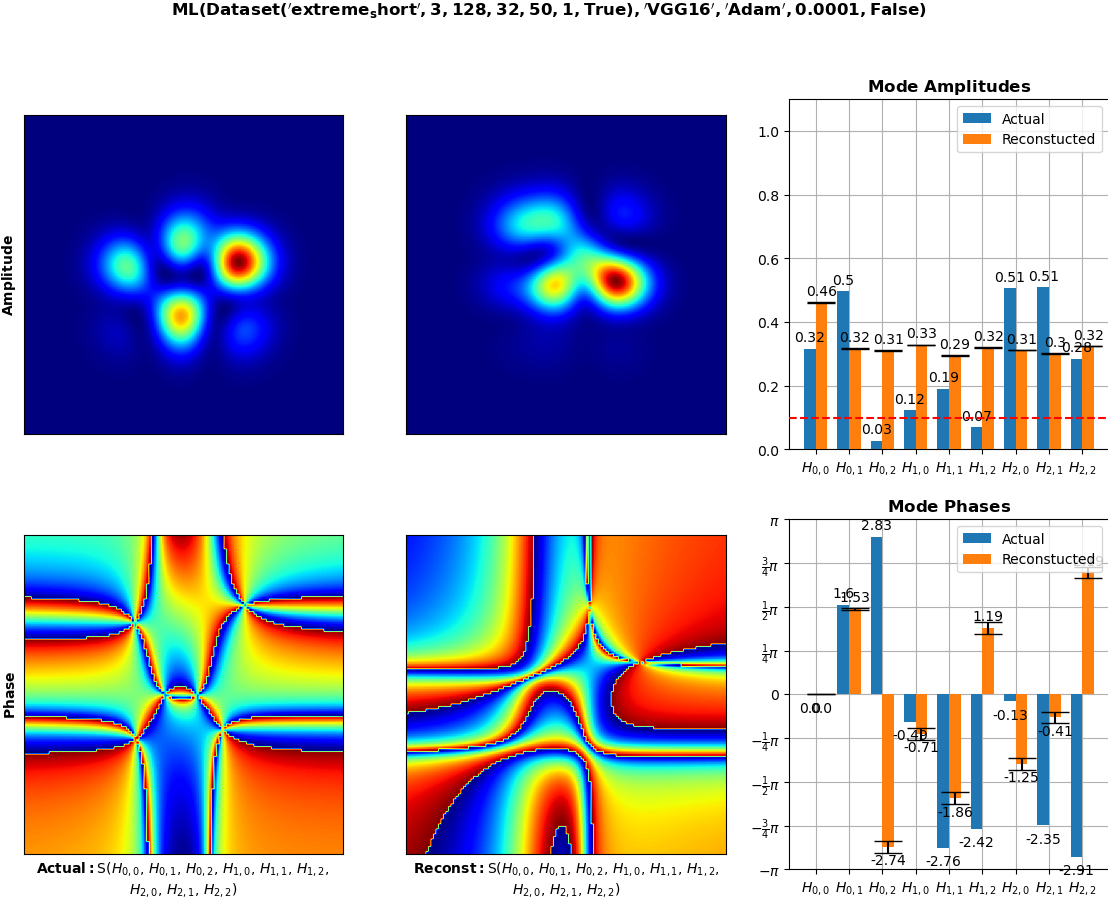 ML(Dataset('extreme_short', 3, 128, 32, 50, 1, True), 'VGG16', 'Adam', 0.0001, False)
Amplitude
Mode Amplitudes
Actual
Reconstucted
1.0
0.8
0.6
0.4
0.2
0.0
0.32
0.46
0.5
0.32
0.03
0.31
0.12
0.33
0.19
0.29
0.07
0.32
0.51
0.31
0.51
0.3
0.28
0.32
H0,0 H0,1 H0,2 H1,0 H1,1 H1,2 H2,0 H2,1 H2,2
Phase
Mode Phases
Actual
Reconstucted
π
3/4π
1/2π
1/4π
0
−1/4π
−1/2π
−3/4π
−π
0.0
0.0
1.6
1.53
2.83
-2.74
-0.71
-2.76
-1.86
-2.42
1.19
-0.13
-1.25
-2.35
-0.41
-2.91
H0,0 H0,1 H0,2 H1,0 H1,1 H1,2 H2,0 H2,1 H2,2
Actual: S(H0,0, H0,1, H0,2, H1,0, H1,1, H1,2,
H2,0, H2,1, H2,2)
Reconst: S(H0,0, H0,1, H0,2, H1,0, H1,1, H1,2,
H2,0, H2,1, H2,2)